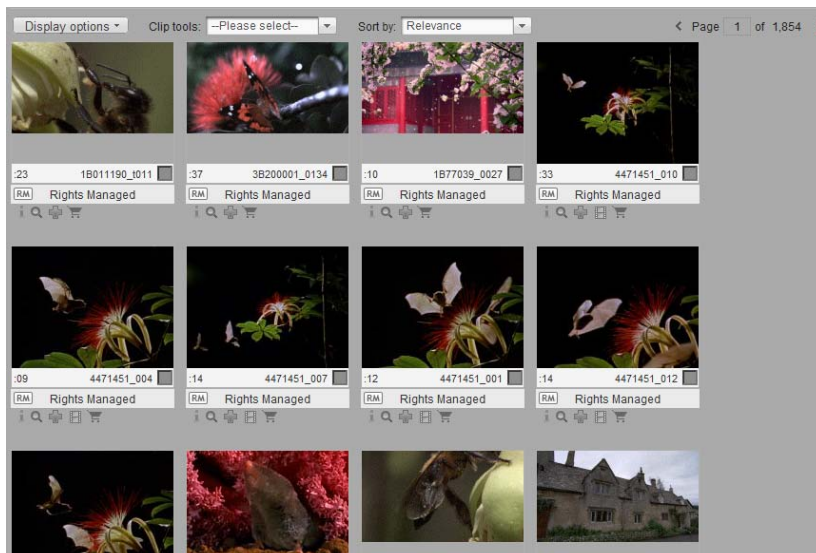 Display options Clip tools: --Please select-- Sort by: Relevance < Page 1 of 1,854
:23 1B011190_t011 :37 3B200001_0134 :10 1B77039_0027 :33 4471451_010
RM Rights Managed RM Rights Managed RM Rights Managed RM Rights Managed
:09 4471451_004 :14 4471451_007 :12 4471451_001 :14 4471451_012
RM Rights Managed RM Rights Managed RM Rights Managed RM Rights Managed